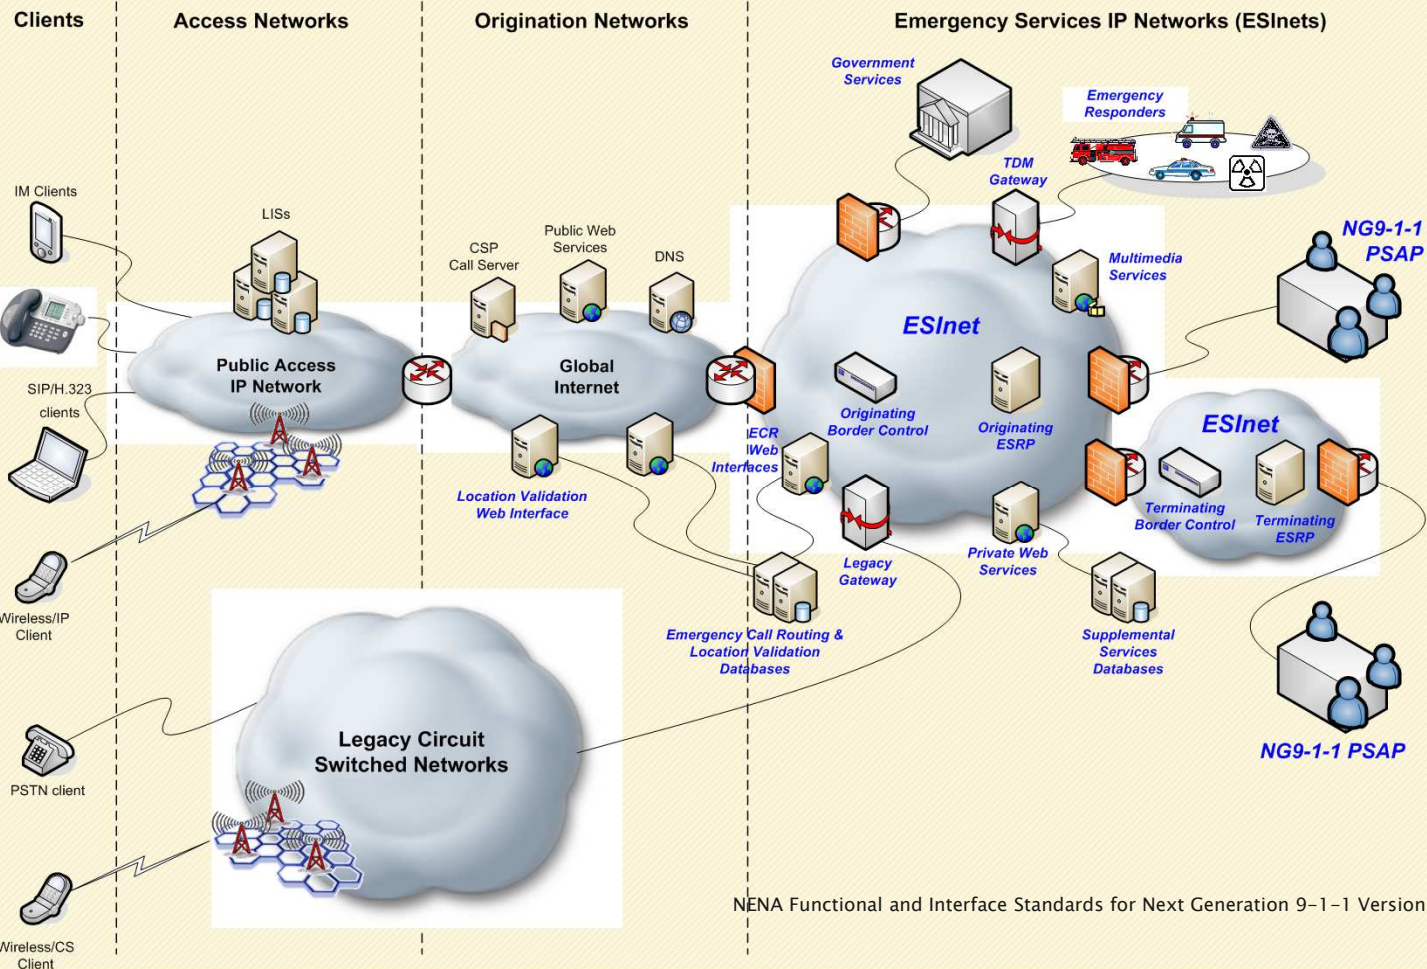 Clients
Access Networks
Origination Networks
Emergency Services IP Networks (ESInets)
Government
Services
Emergency
Responders
TDM
Gateway
IM Clients
LISs
CSP
Call Server
Public Web
Services
DNS
Multimedia
Services
NG9-1-1
PSAP
ESInet
Public Access
IP Network
Global
Internet
SIP/H.323
clients
Originating
Border Control
Originating
ESRP
ESInet
ECR
Web
Interfaces
Location Validation
Web Interface
Terminating
Border Control
Terminating
ESRP
Legacy
Gateway
Private Web
Services
Wireless/IP
Client
Emergency Call Routing &
Location Validation
Databases
Supplemental
Services
Databases
Legacy Circuit
Switched Networks
NG9-1-1 PSAP
PSTN client
NENA Functional and Interface Standards for Next Generation 9-1-1 Version
Wireless/CS
Client